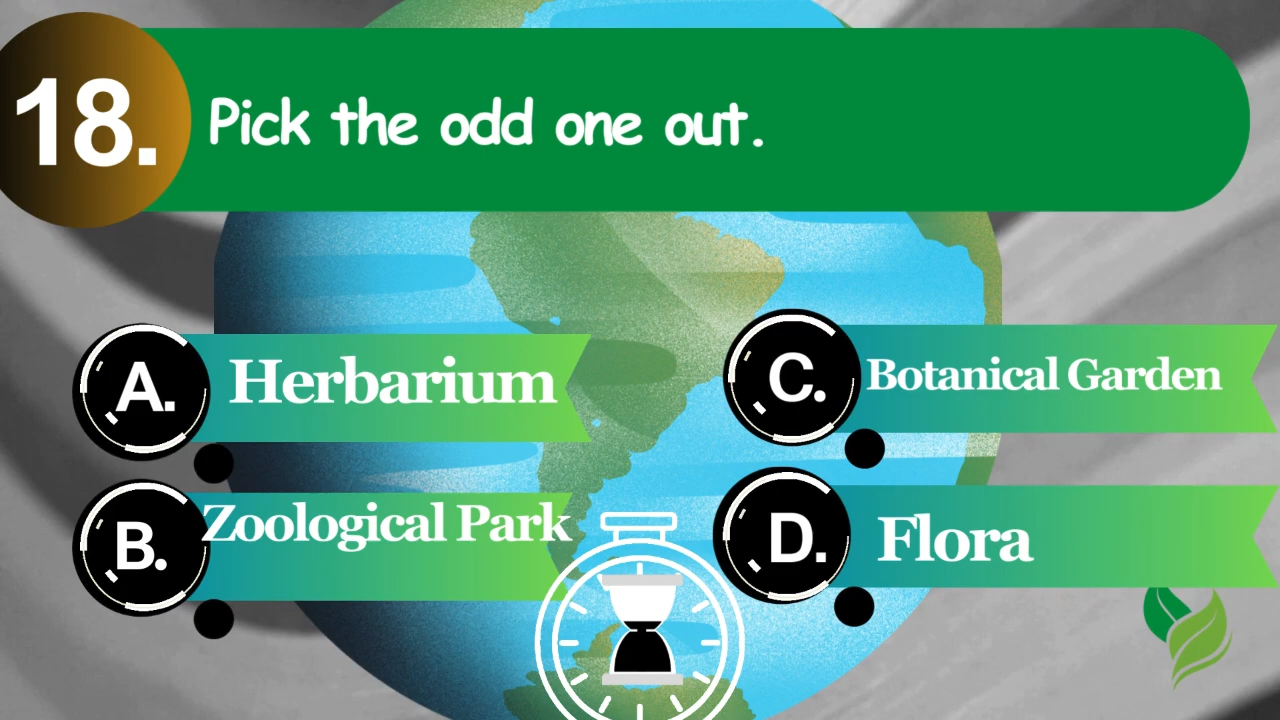 18. Pick the odd one out.
A. Herbarium
B. Zoological Park
C. Botanical Garden
D. Flora